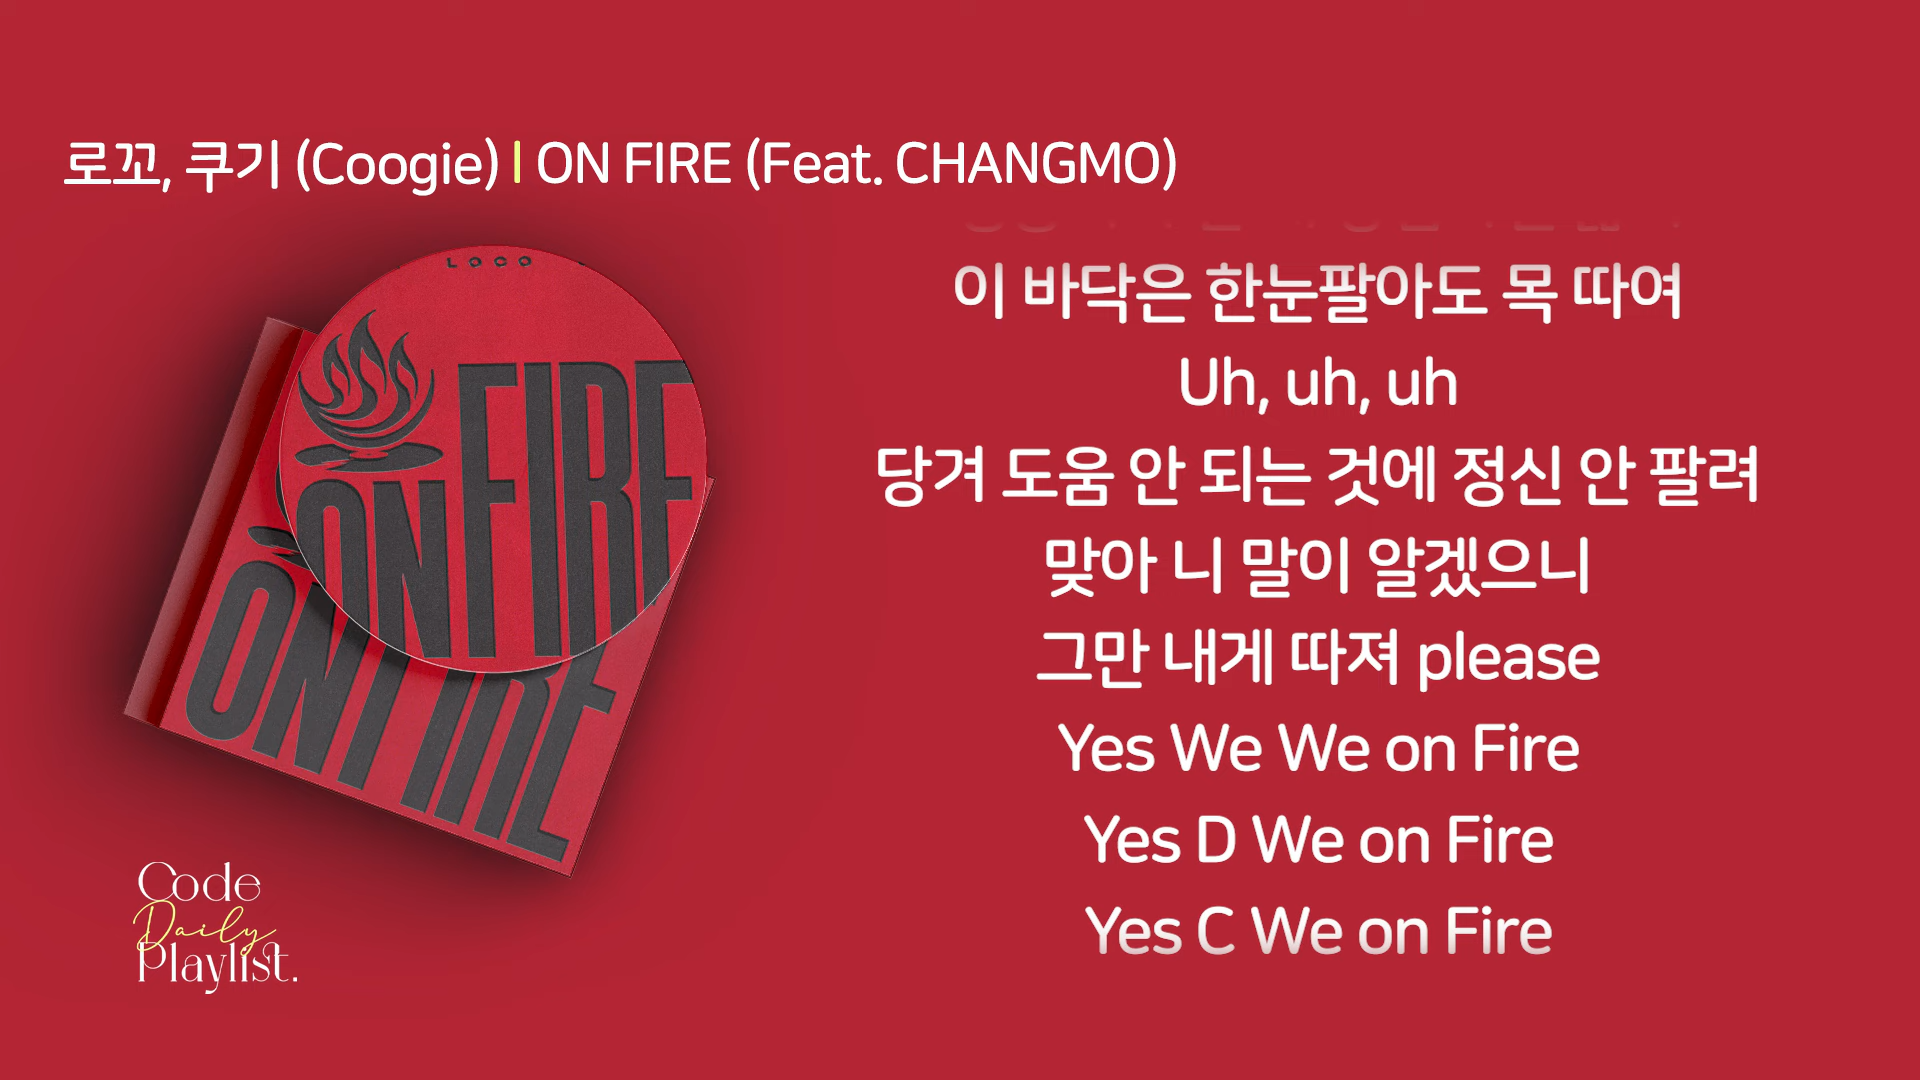 로꼬, 쿠기 (Coogie) | ON FIRE (Feat. CHANGMO)
LOCO
ON FIRE
ON FIRE
이 바닥은 한눈팔아도 목 따여
Uh, uh, uh
당겨 도움 안 되는 것에 정신 안 팔려
맞아 니 말이 알겠으니
그만 내게 따져 please
Yes We We on Fire
Yes D We on Fire
Yes C We on Fire
Code
Daily
Playlist.